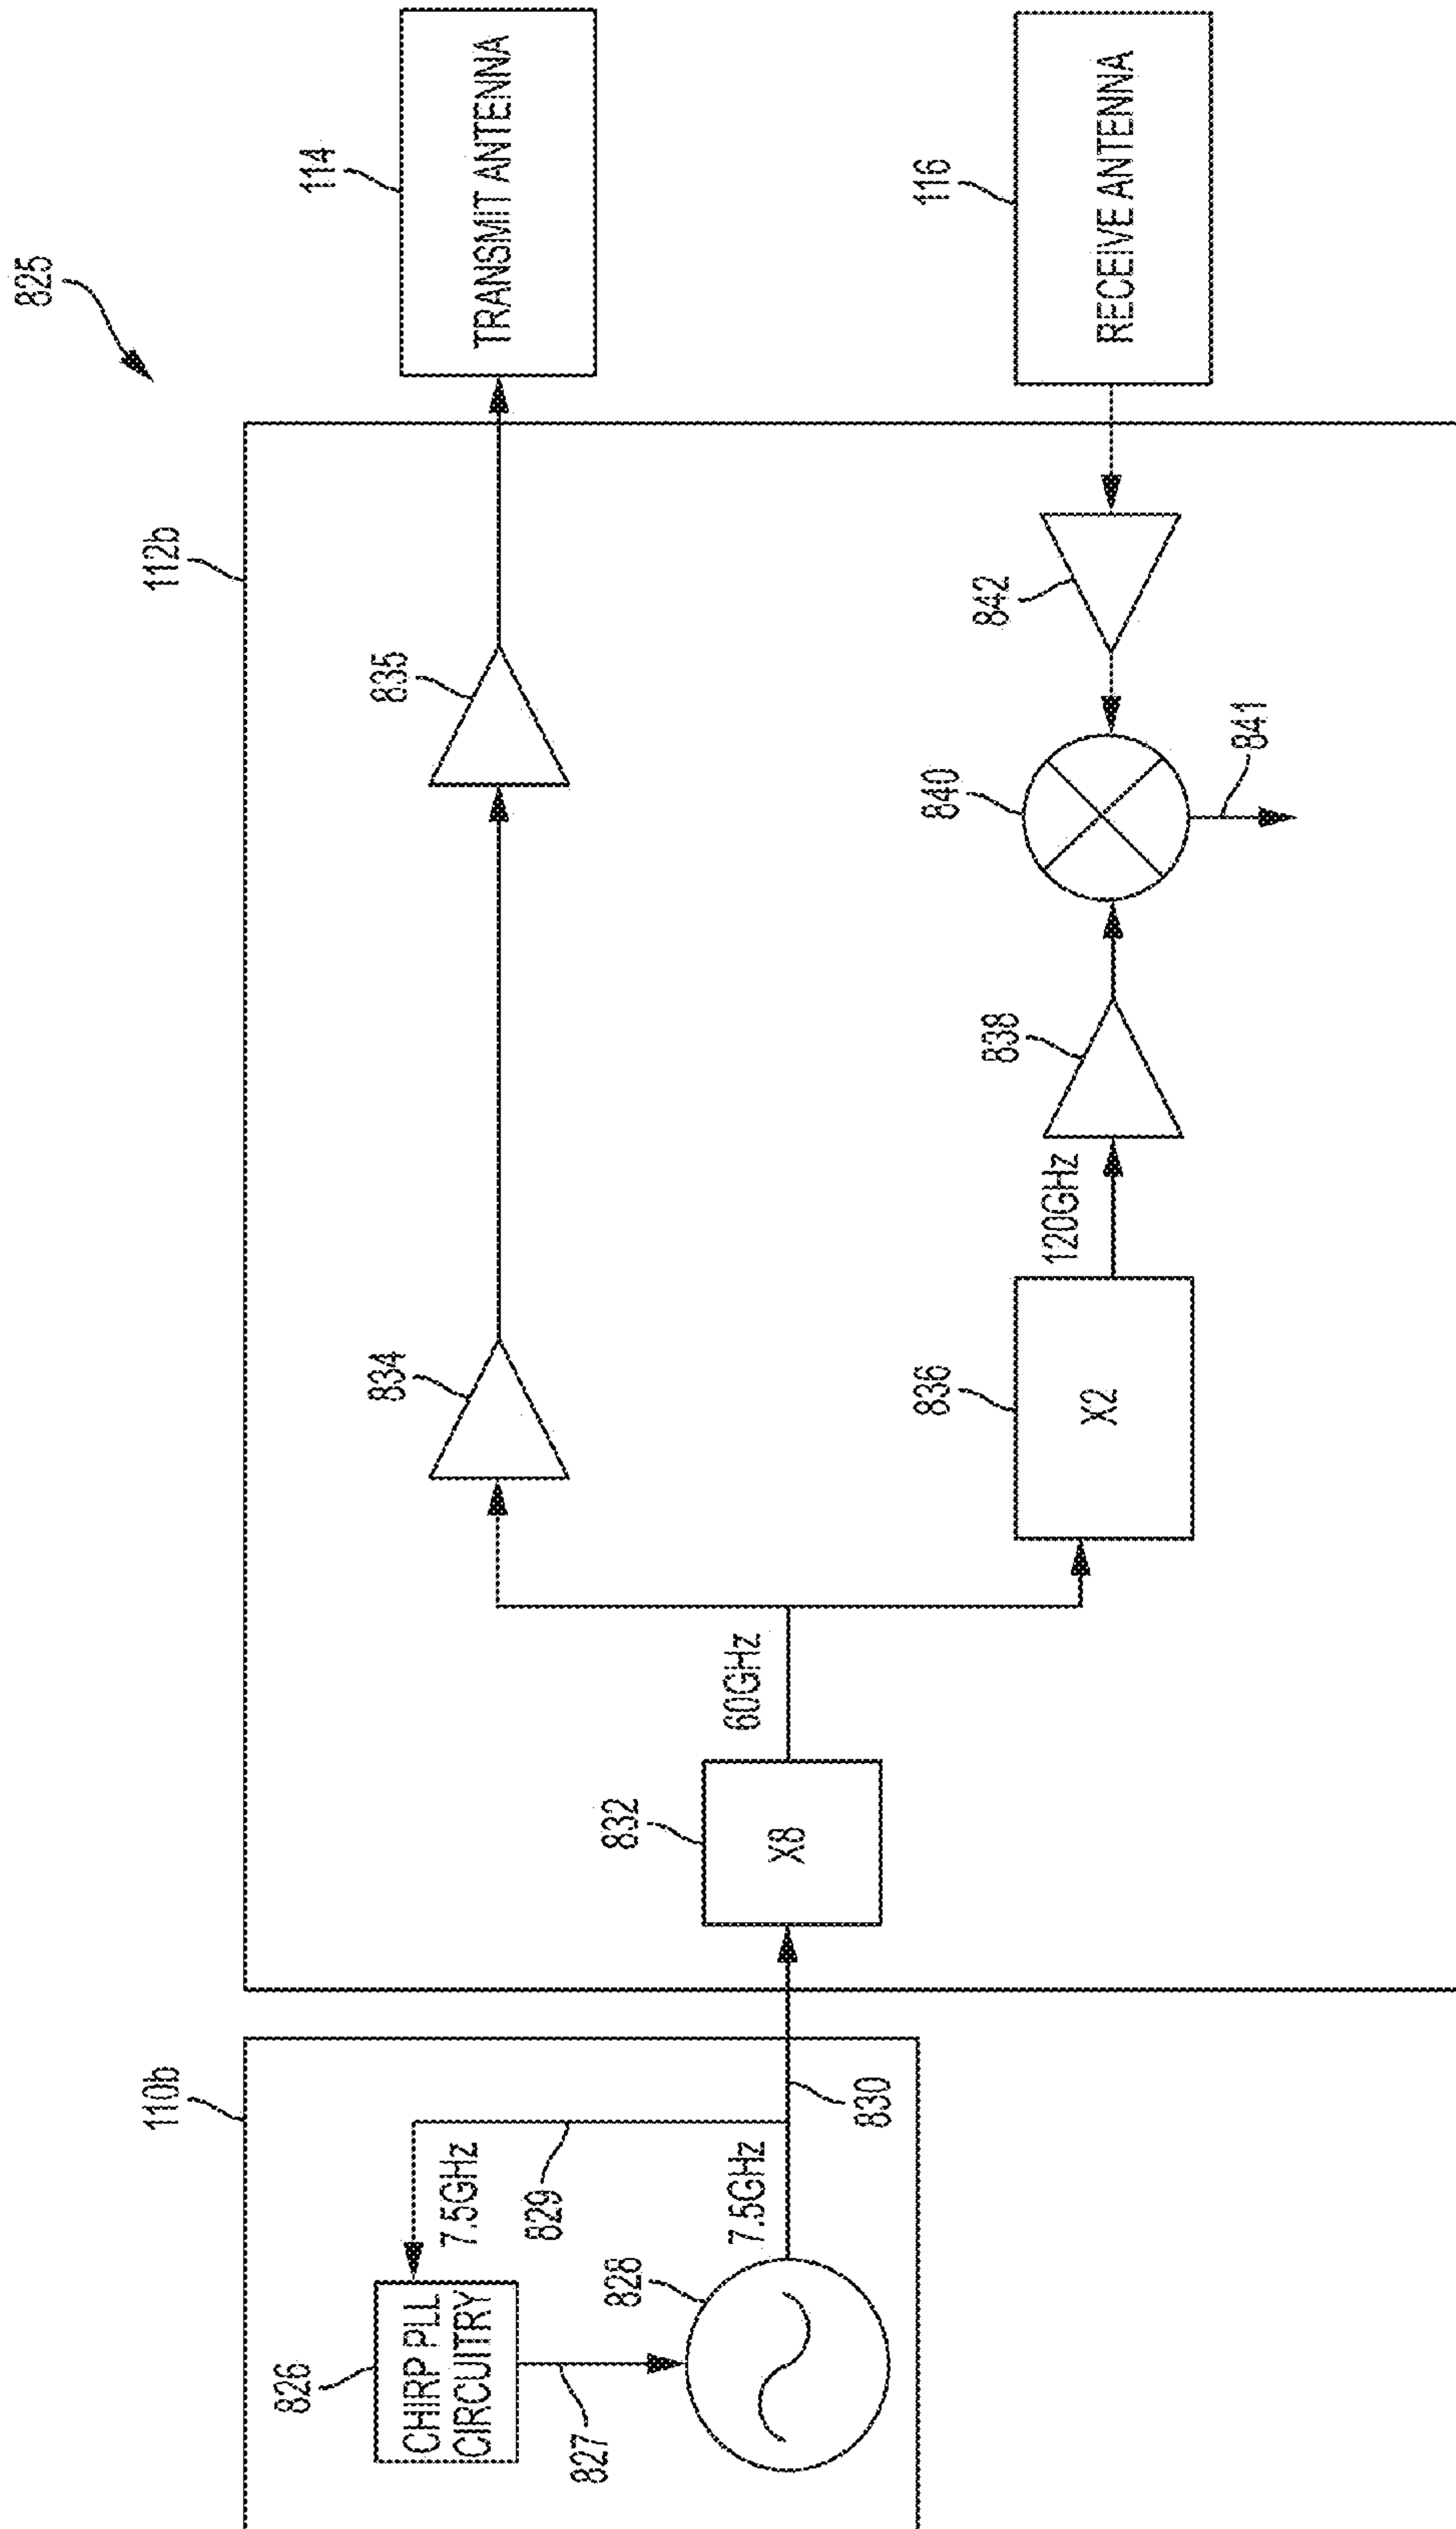 825
110b
826
CHIRP PLL
CIRCUITRY
827
7.5GHz
829
828
7.5GHz
830
112b
832
X8
60GHz
834
835
114
TRANSMIT ANTENNA
836
X2
120GHz
838
840
841
842
116
RECEIVE ANTENNA